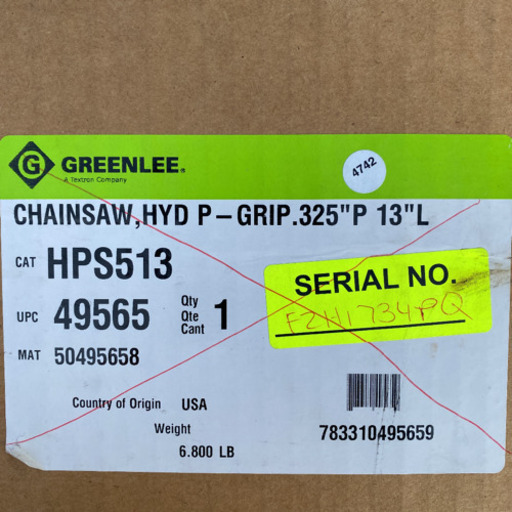 G GREENLEE®
A Textron Company
4742
CHAINSAW,HYD P-GRIP.325"P 13"L
CAT HPS513
SERIAL NO.
UPC 49565 Qty Qte Cant 1
MAT 50495658
Country of Origin USA
Weight
6.800 LB
783310495659